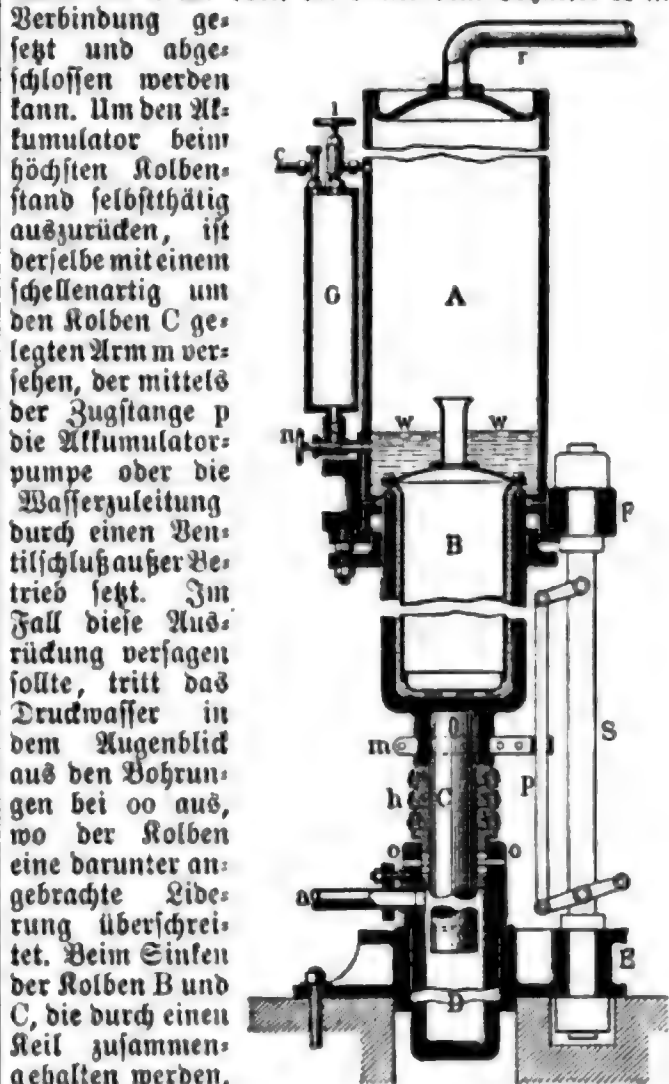 Verbindung ge-
setzt und abge-
schlossen werden
kann. Um den Ak-
kumulator beim
höchsten Kolben-
stand selbstthätig
auszurücken, ist
derselbe mit einem
schellenartig um
den Kolben C ge-
legten Arm m ver-
sehen, der mittels
der Zugstange p
die Akkumulator-
pumpe oder die
Wasserzuleitung
durch einen Ven-
tilschluß außer Be-
trieb setzt. Im
Fall diese Aus-
rückung versagen
sollte, tritt das
Druckwasser in
dem Augenblick
aus den Bohrun-
gen bei oo aus,
wo der Kolben
eine darunter an-
gebrachte Lide-
rung überschrei-
tet. Beim Sinken
der Kolben B und
C, die durch einen
Keil zusammen-
gehalten werden,
r
l
c
G
A
n
w
w
F
B
S
m
C
p
h
o
o
a
E
D